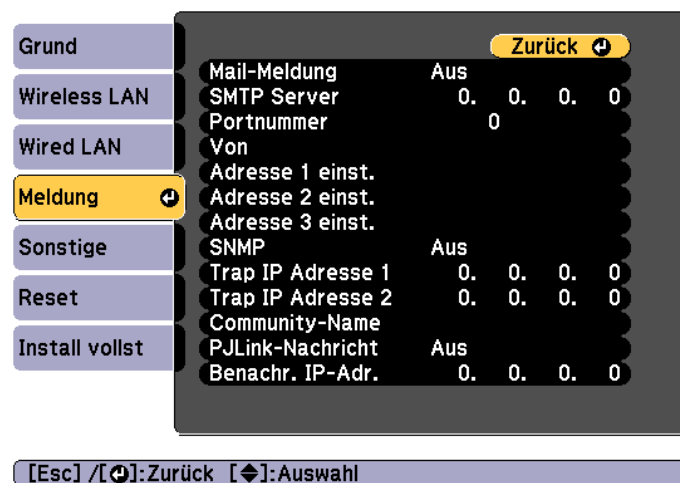 Grund
Wireless LAN
Wired LAN
Meldung
Sonstige
Reset
Install vollst
Zurück
Mail-Meldung Aus
SMTP Server 0. 0. 0. 0
Portnummer 0
Von
Adresse 1 einst.
Adresse 2 einst.
Adresse 3 einst.
SNMP Aus
Trap IP Adresse 1 0. 0. 0. 0
Trap IP Adresse 2 0. 0. 0. 0
Community-Name
PJLink-Nachricht Aus
Benachr. IP-Adr. 0. 0. 0. 0
[Esc] /[⏎]:Zurück [◆]:Auswahl